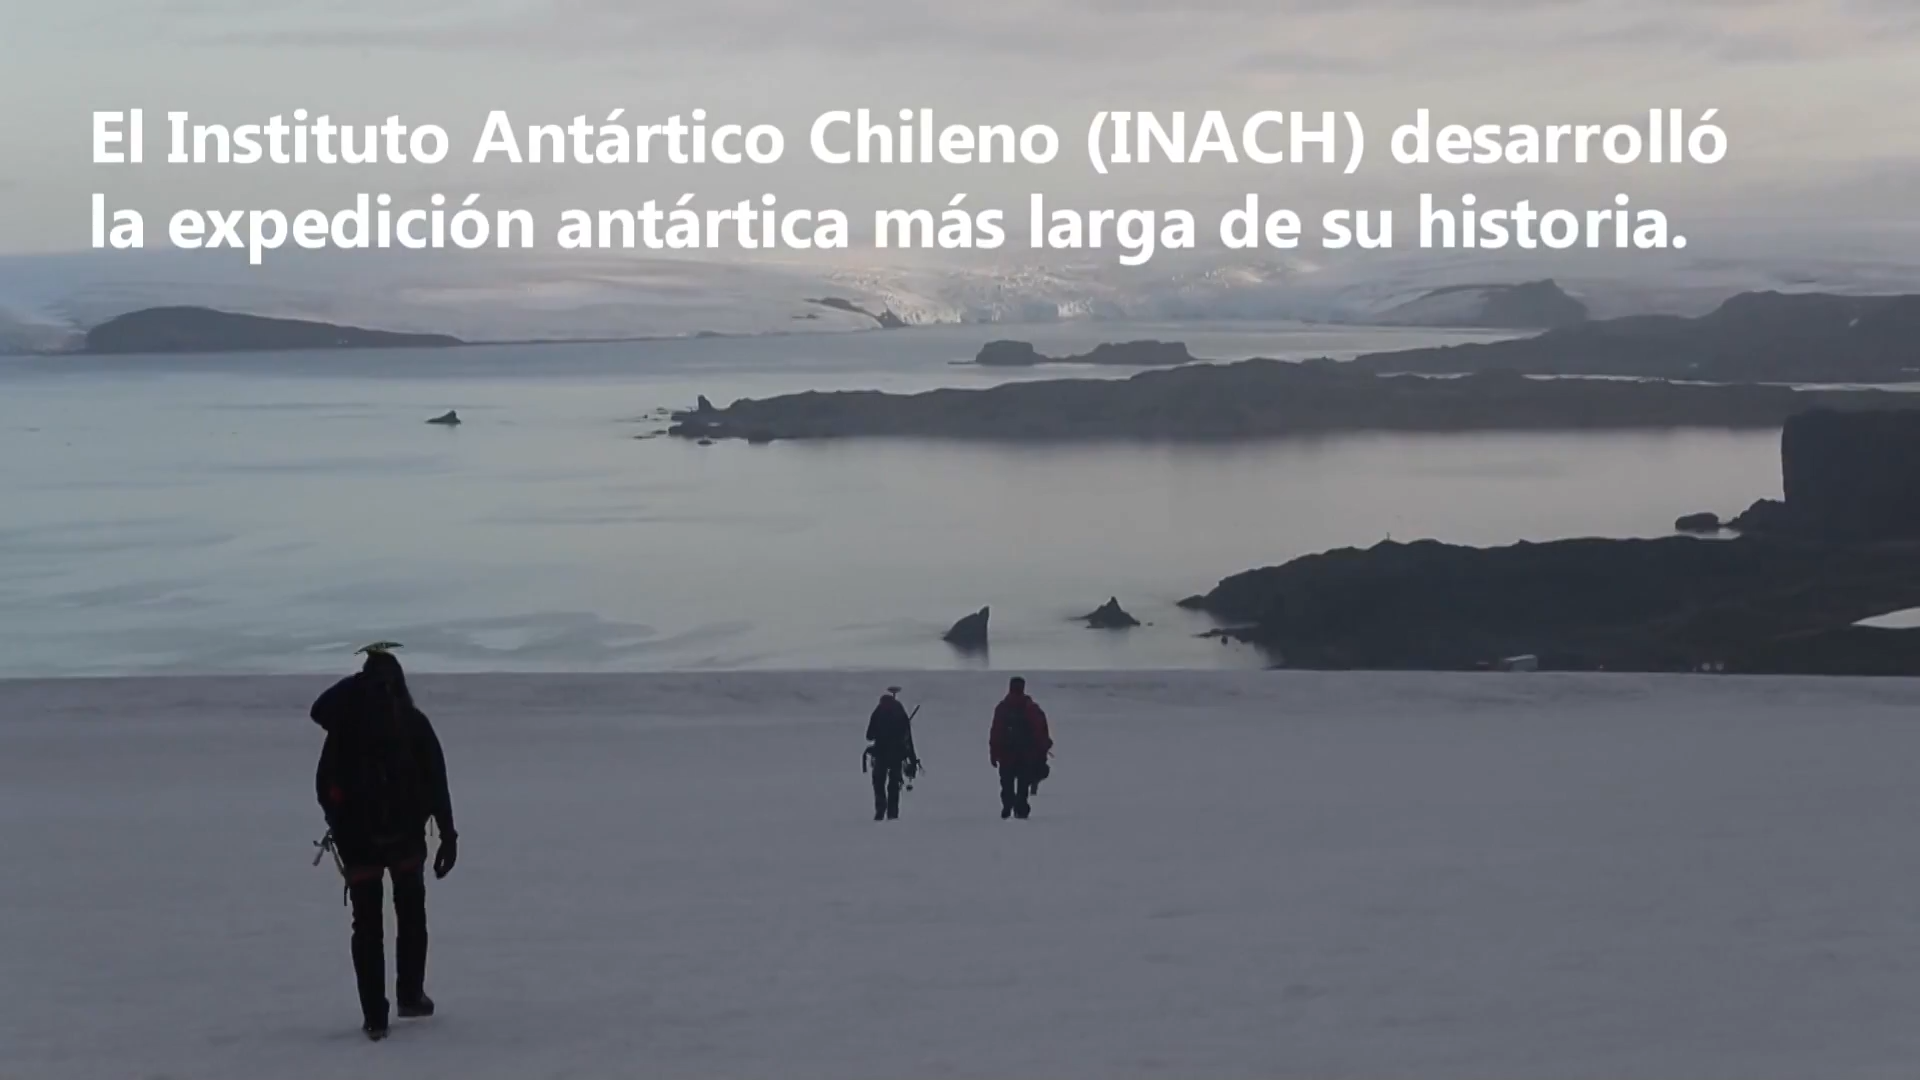 El Instituto Antártico Chileno (INACH) desarrolló
la expedición antártica más larga de su historia.